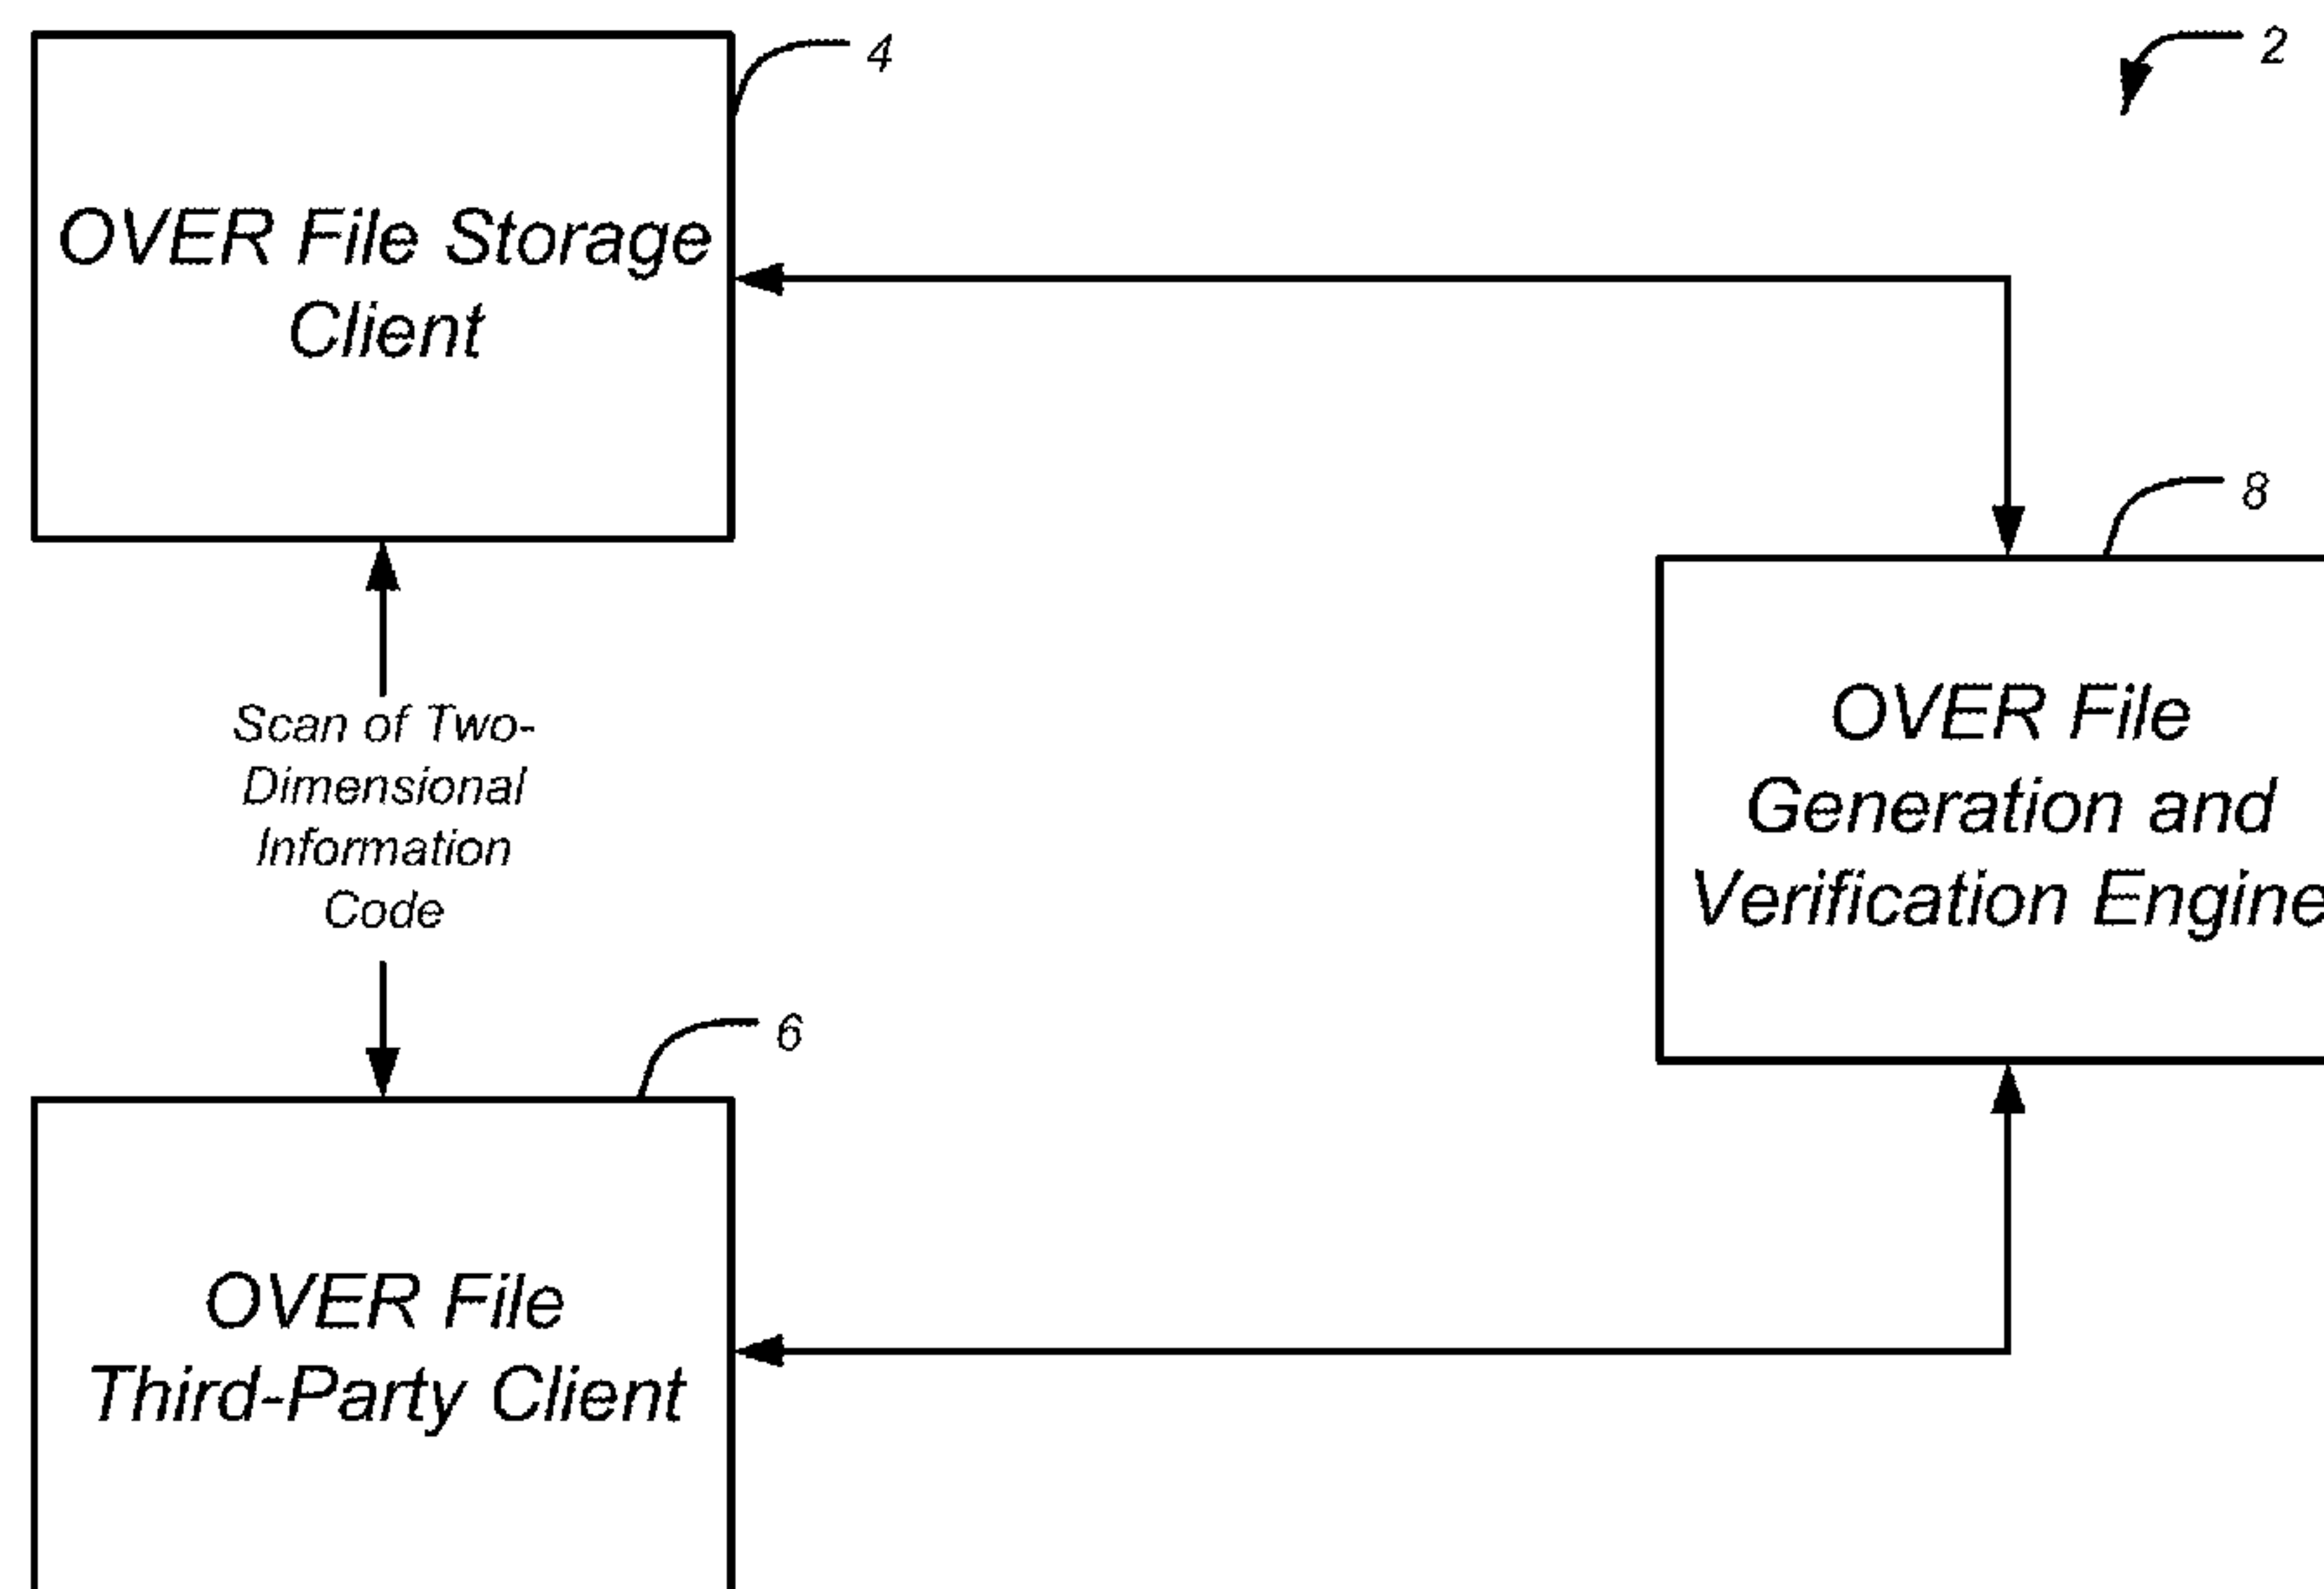 4
2
OVER File Storage
Client
8
OVER File
Generation and
Verification Engine
Scan of Two-
Dimensional
Information
Code
6
OVER File
Third-Party Client